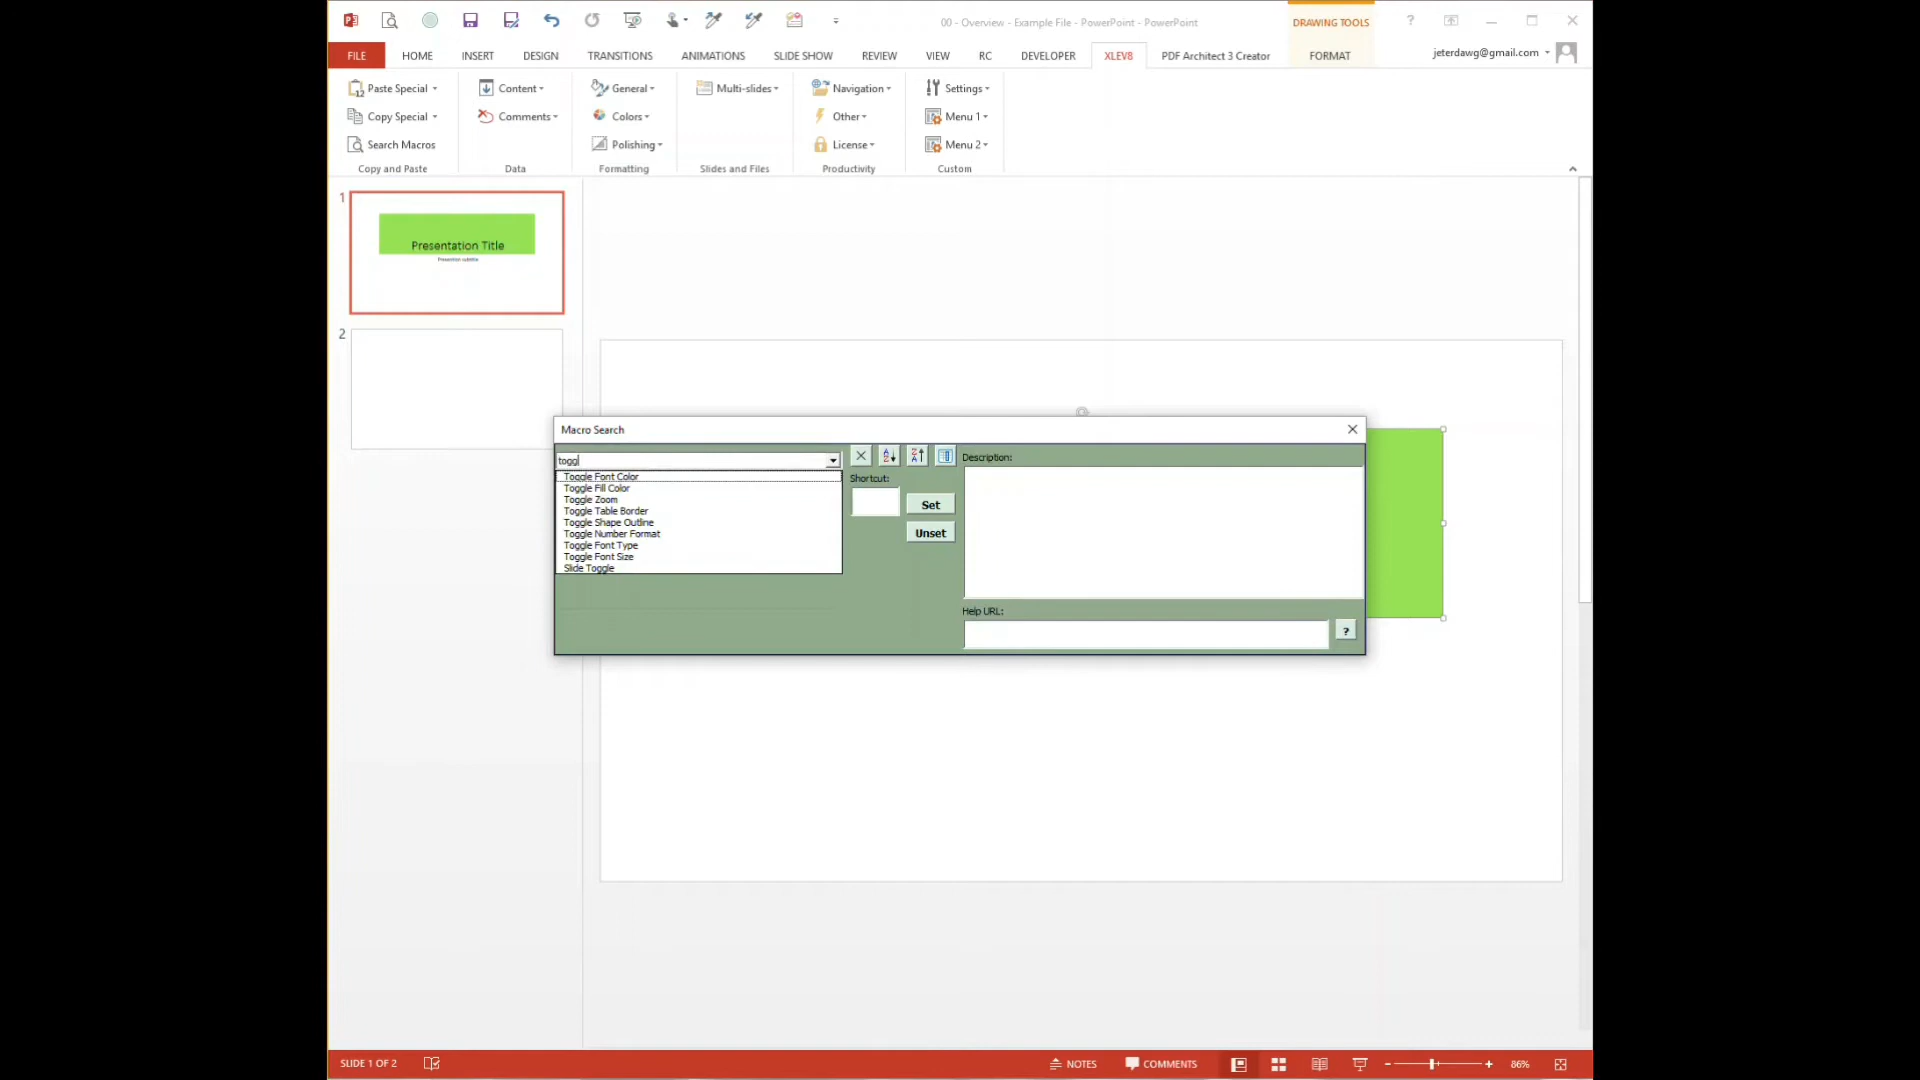 00 - Overview - Example File - PowerPoint - PowerPoint
DRAWING TOOLS
?
FILE HOME INSERT DESIGN TRANSITIONS ANIMATIONS SLIDE SHOW REVIEW VIEW RC DEVELOPER XLEV8 PDF Architect 3 Creator FORMAT jeterdawg@gmail.com
Paste Special Content General Multi-slides Navigation Settings
Copy Special Comments Colors Other Menu 1
Search Macros Polishing License Menu 2
Copy and Paste Data Formatting Slides and Files Productivity Custom
1
Presentation Title
Presentation subtitle
2
Macro Search
toggl
Description:
Toggle Font Color
Toggle Fill Color
Toggle Zoom
Toggle Table Border
Toggle Shape Outline
Toggle Number Format
Toggle Font Type
Toggle Font Size
Slide Toggle
Shortcut:
Set
Unset
Help URL:
?
SLIDE 1 OF 2 NOTES COMMENTS 86%